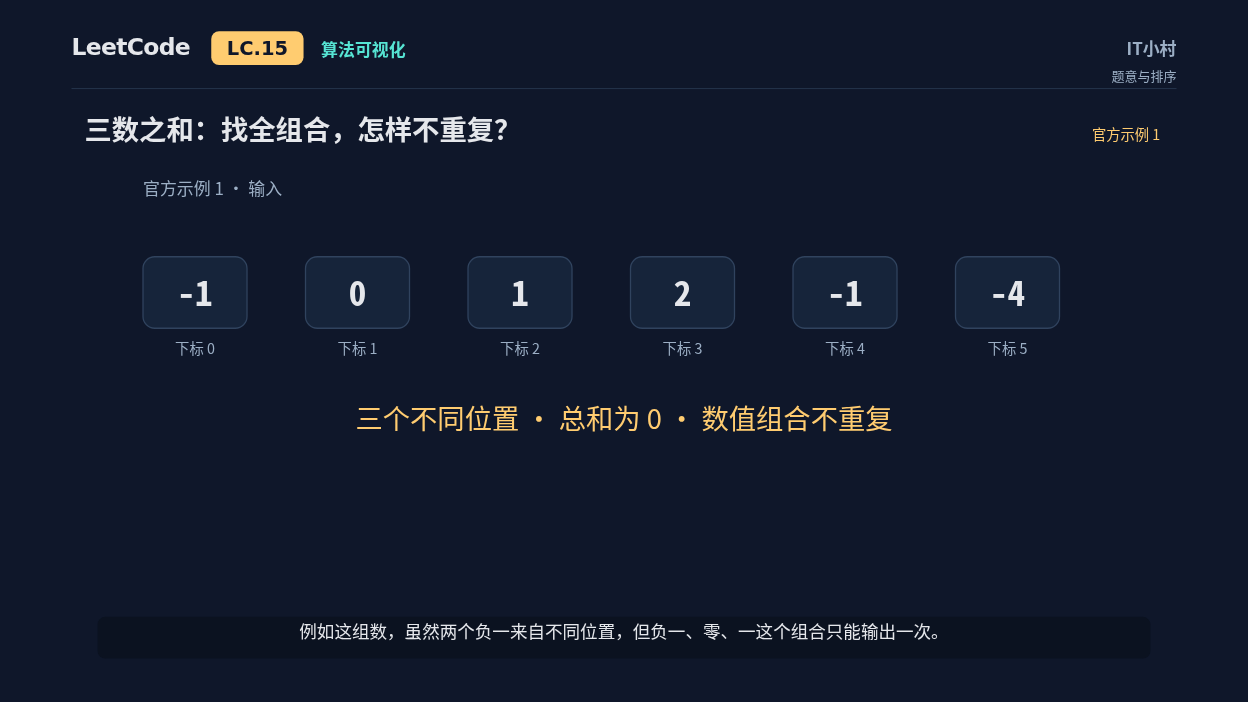 LeetCode LC.15 算法可视化 IT小村
题意与排序
三数之和：找全组合，怎样不重复？
官方示例 1
官方示例 1 · 输入
-1 0 1 2 -1 -4
下标 0 下标 1 下标 2 下标 3 下标 4 下标 5
三个不同位置 · 总和为 0 · 数值组合不重复
例如这组数，虽然两个负一来自不同位置，但负一、零、一这个组合只能输出一次。